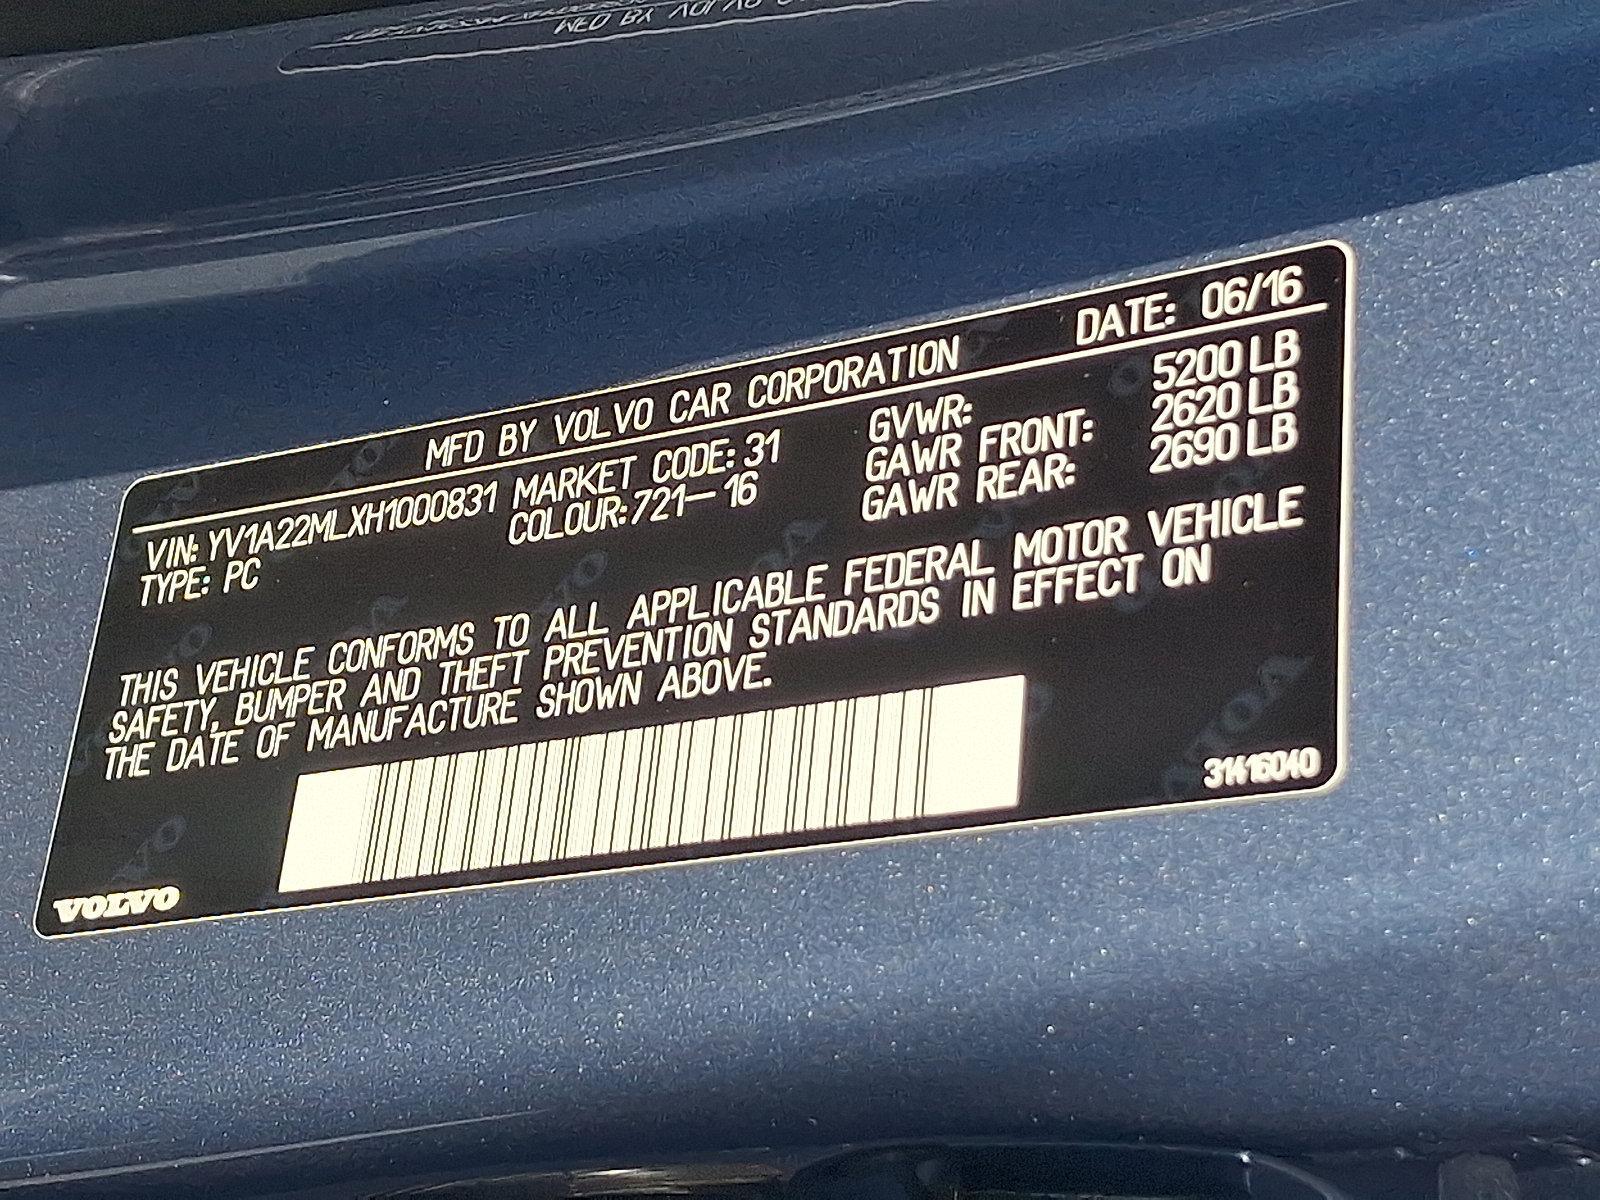 MFD BY VOLVO CAR CORPORATION DATE: 06/16
VIN: YV1A22MLXH1000831 MARKET CODE: 31 GVWR: 5200 LB
TYPE: PC COLOUR: 721-16 GAWR FRONT: 2620 LB
GAWR REAR: 2690 LB
THIS VEHICLE CONFORMS TO ALL APPLICABLE FEDERAL MOTOR VEHICLE
SAFETY, BUMPER AND THEFT PREVENTION STANDARDS IN EFFECT ON
THE DATE OF MANUFACTURE SHOWN ABOVE.
VOLVO
31416040